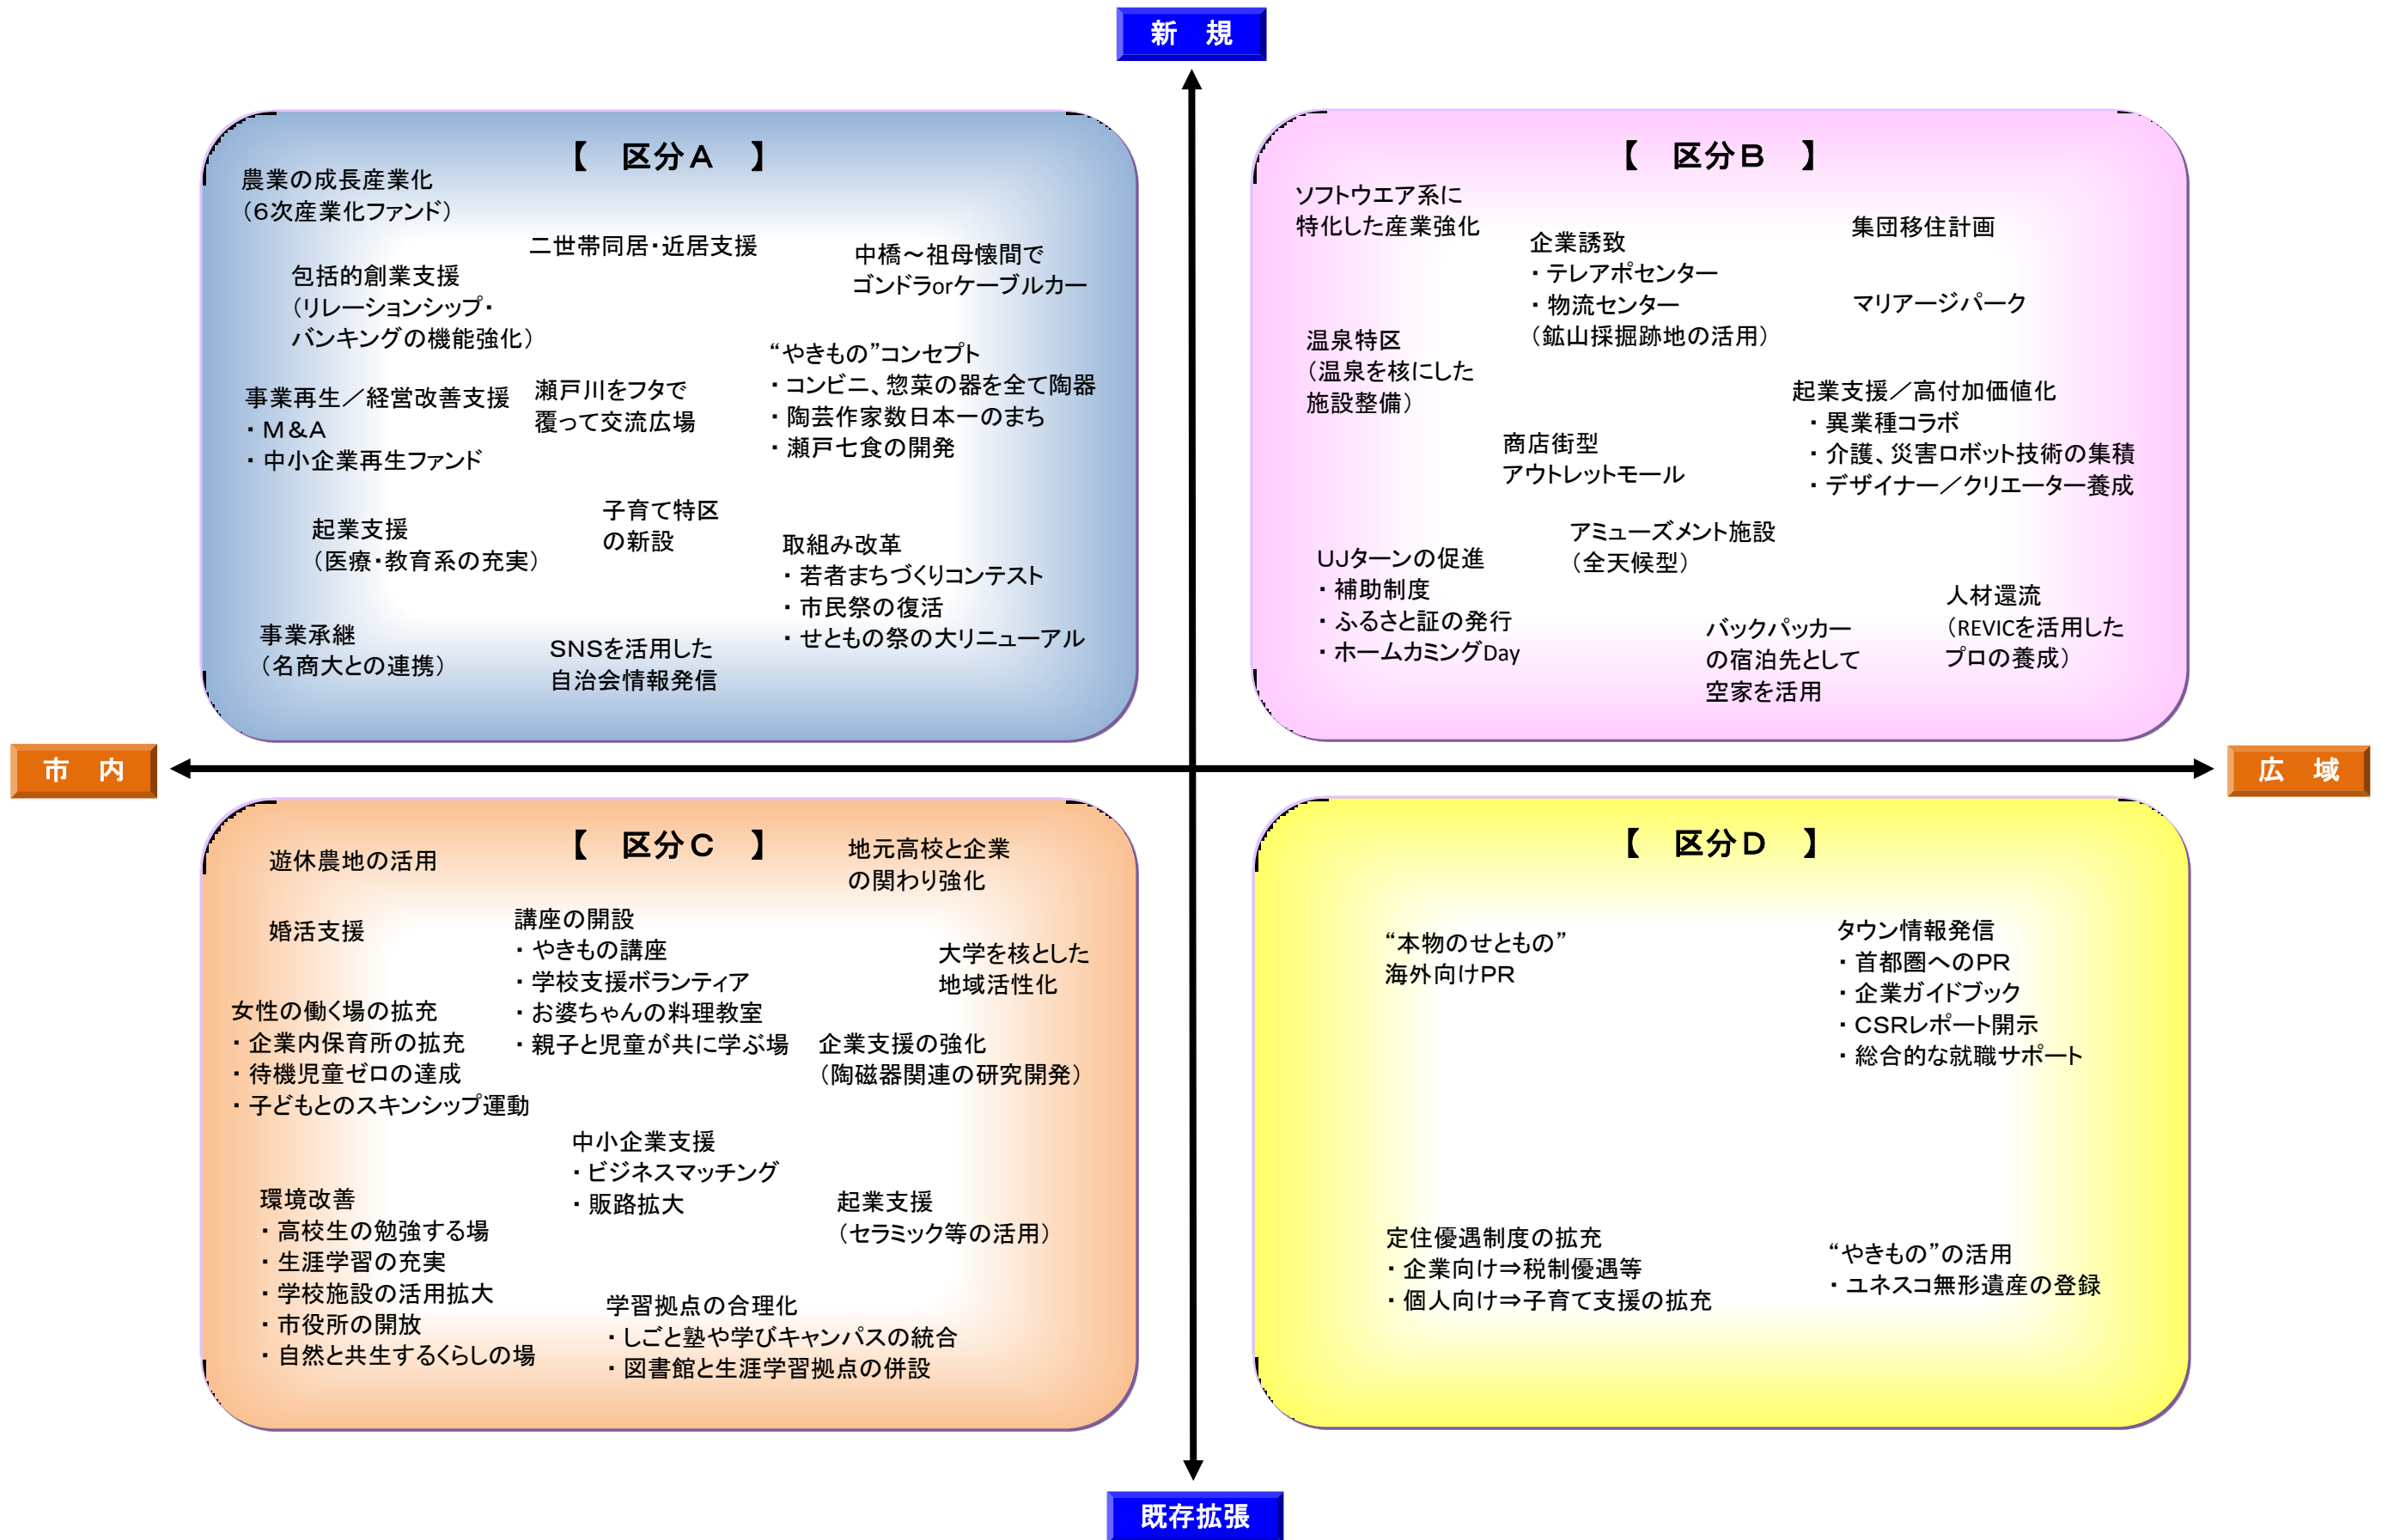 新　規
【　区分Ａ　】
農業の成長産業化
（６次産業化ファンド）
二世帯同居・近居支援
中橋～祖母懐間で
ゴンドラorケーブルカー
包括的創業支援
（リレーションシップ・
バンキングの機能強化）
“やきもの”コンセプト
・コンビニ、惣菜の器を全て陶器
・陶芸作家数日本一のまち
・瀬戸七食の開発
事業再生／経営改善支援
・Ｍ＆Ａ
・中小企業再生ファンド
瀬戸川をフタで
覆って交流広場
子育て特区
の新設
起業支援
（医療・教育系の充実）
取組み改革
・若者まちづくりコンテスト
・市民祭の復活
・せともの祭の大リニューアル
事業承継
（名商大との連携）
ＳＮＳを活用した
自治会情報発信
【　区分Ｂ　】
ソフトウエア系に
特化した産業強化
企業誘致
・テレアポセンター
・物流センター
（鉱山採掘跡地の活用）
集団移住計画
マリアージパーク
温泉特区
（温泉を核にした
施設整備）
起業支援／高付加価値化
・異業種コラボ
・介護、災害ロボット技術の集積
・デザイナー／クリエーター養成
商店街型
アウトレットモール
アミューズメント施設
（全天候型）
ＵＪターンの促進
・補助制度
・ふるさと証の発行
・ホームカミングDay
バックパッカー
の宿泊先として
空家を活用
人材還流
（REVICを活用した
プロの養成）
市　内
広　域
【　区分Ｃ　】
遊休農地の活用
地元高校と企業
の関わり強化
婚活支援
講座の開設
・やきもの講座
・学校支援ボランティア
・お婆ちゃんの料理教室
・親子と児童が共に学ぶ場
大学を核とした
地域活性化
女性の働く場の拡充
・企業内保育所の拡充
・待機児童ゼロの達成
・子どもとのスキンシップ運動
企業支援の強化
（陶磁器関連の研究開発）
中小企業支援
・ビジネスマッチング
・販路拡大
環境改善
・高校生の勉強する場
・生涯学習の充実
・学校施設の活用拡大
・市役所の開放
・自然と共生するくらしの場
起業支援
（セラミック等の活用）
学習拠点の合理化
・しごと塾や学びキャンパスの統合
・図書館と生涯学習拠点の併設
【　区分Ｄ　】
“本物のせともの”
海外向けＰＲ
タウン情報発信
・首都圏へのＰＲ
・企業ガイドブック
・ＣＳＲレポート開示
・総合的な就職サポート
定住優遇制度の拡充
・企業向け⇒税制優遇等
・個人向け⇒子育て支援の拡充
“やきもの”の活用
・ユネスコ無形遺産の登録
既存拡張